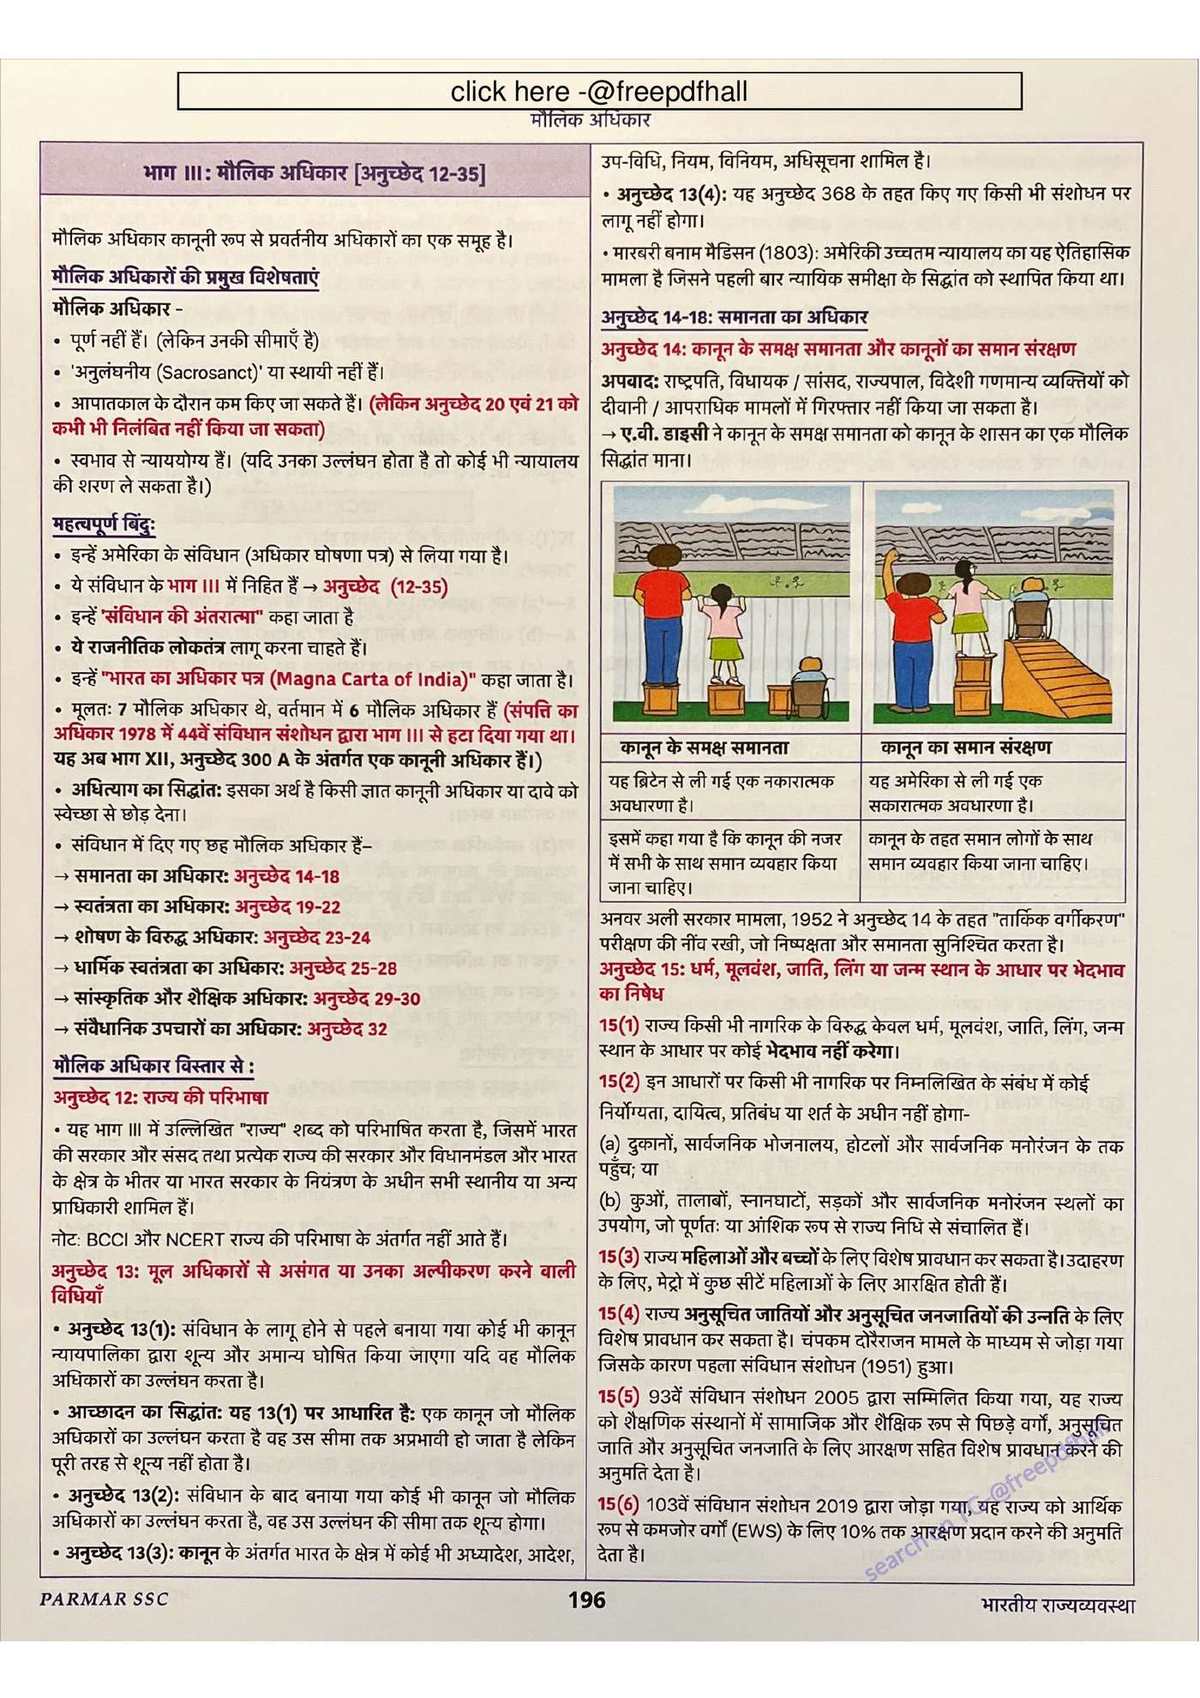 click here -@freepdfhall
मौलिक अधिकार
भाग III: मौलिक अधिकार [अनुच्छेद 12-35]
मौलिक अधिकार कानूनी रूप से प्रवर्तनीय अधिकारों का एक समूह है।
मौलिक अधिकारों की प्रमुख विशेषताएं
मौलिक अधिकार -
• पूर्ण नहीं हैं। (लेकिन उनकी सीमाएँ है)
• 'अनुलंघनीय (Sacrosanct)' या स्थायी नहीं हैं।
• आपातकाल के दौरान कम किए जा सकते हैं। (लेकिन अनुच्छेद 20 एवं 21 को
कभी भी निलंबित नहीं किया जा सकता)
• स्वभाव से न्याययोग्य हैं। (यदि उनका उल्लंघन होता है तो कोई भी न्यायालय
की शरण ले सकता है।)
महत्वपूर्ण बिंदु:
• इन्हें अमेरिका के संविधान (अधिकार घोषणा पत्र) से लिया गया है।
• ये संविधान के भाग III में निहित हैं → अनुच्छेद (12-35)
• इन्हें 'संविधान की अंतरात्मा" कहा जाता है
• ये राजनीतिक लोकतंत्र लागू करना चाहते हैं।
• इन्हें "भारत का अधिकार पत्र (Magna Carta of India)" कहा जाता है।
• मूलतः 7 मौलिक अधिकार थे, वर्तमान में 6 मौलिक अधिकार हैं (संपत्ति का
अधिकार 1978 में 44वें संविधान संशोधन द्वारा भाग III से हटा दिया गया था।
यह अब भाग XII, अनुच्छेद 300 A के अंतर्गत एक कानूनी अधिकार हैं।)
• अधित्याग का सिद्धांत: इसका अर्थ है किसी ज्ञात कानूनी अधिकार या दावे को
स्वेच्छा से छोड़ देना।
• संविधान में दिए गए छह मौलिक अधिकार हैं–
→ समानता का अधिकार: अनुच्छेद 14-18
→ स्वतंत्रता का अधिकार: अनुच्छेद 19-22
→ शोषण के विरुद्ध अधिकार: अनुच्छेद 23-24
→ धार्मिक स्वतंत्रता का अधिकार: अनुच्छेद 25-28
→ सांस्कृतिक और शैक्षिक अधिकार: अनुच्छेद 29-30
→ संवैधानिक उपचारों का अधिकार: अनुच्छेद 32
मौलिक अधिकार विस्तार से :
अनुच्छेद 12: राज्य की परिभाषा
• यह भाग III में उल्लिखित "राज्य" शब्द को परिभाषित करता है, जिसमें भारत
की सरकार और संसद तथा प्रत्येक राज्य की सरकार और विधानमंडल और भारत
के क्षेत्र के भीतर या भारत सरकार के नियंत्रण के अधीन सभी स्थानीय या अन्य
प्राधिकारी शामिल हैं।
नोट: BCCI और NCERT राज्य की परिभाषा के अंतर्गत नहीं आते हैं।
अनुच्छेद 13: मूल अधिकारों से असंगत या उनका अल्पीकरण करने वाली
विधियाँ
• अनुच्छेद 13(1): संविधान के लागू होने से पहले बनाया गया कोई भी कानून
न्यायपालिका द्वारा शून्य और अमान्य घोषित किया जाएगा यदि वह मौलिक
अधिकारों का उल्लंघन करता है।
• आच्छादन का सिद्धांत: यह 13(1) पर आधारित है: एक कानून जो मौलिक
अधिकारों का उल्लंघन करता है वह उस सीमा तक अप्रभावी हो जाता है लेकिन
पूरी तरह से शून्य नहीं होता है।
• अनुच्छेद 13(2): संविधान के बाद बनाया गया कोई भी कानून जो मौलिक
अधिकारों का उल्लंघन करता है, वह उस उल्लंघन की सीमा तक शून्य होगा।
• अनुच्छेद 13(3): कानून के अंतर्गत भारत के क्षेत्र में कोई भी अध्यादेश, आदेश,
उप-विधि, नियम, विनियम, अधिसूचना शामिल है।
• अनुच्छेद 13(4): यह अनुच्छेद 368 के तहत किए गए किसी भी संशोधन पर
लागू नहीं होगा।
• मारबरी बनाम मैडिसन (1803): अमेरिकी उच्चतम न्यायालय का यह ऐतिहासिक
मामला है जिसने पहली बार न्यायिक समीक्षा के सिद्धांत को स्थापित किया था।
अनुच्छेद 14-18: समानता का अधिकार
अनुच्छेद 14: कानून के समक्ष समानता और कानूनों का समान संरक्षण
अपवाद: राष्ट्रपति, विधायक / सांसद, राज्यपाल, विदेशी गणमान्य व्यक्तियों को
दीवानी / आपराधिक मामलों में गिरफ्तार नहीं किया जा सकता है।
→ ए.वी. डाइसी ने कानून के समक्ष समानता को कानून के शासन का एक मौलिक
सिद्धांत माना।
कानून के समक्ष समानता
कानून का समान संरक्षण
यह ब्रिटेन से ली गई एक नकारात्मक
अवधारणा है।
यह अमेरिका से ली गई एक
सकारात्मक अवधारणा है।
इसमें कहा गया है कि कानून की नजर
में सभी के साथ समान व्यवहार किया
जाना चाहिए।
कानून के तहत समान लोगों के साथ
समान व्यवहार किया जाना चाहिए।
अनवर अली सरकार मामला, 1952 ने अनुच्छेद 14 के तहत "तार्किक वर्गीकरण"
परीक्षण की नींव रखी, जो निष्पक्षता और समानता सुनिश्चित करता है।
अनुच्छेद 15: धर्म, मूलवंश, जाति, लिंग या जन्म स्थान के आधार पर भेदभाव
का निषेध
15(1) राज्य किसी भी नागरिक के विरुद्ध केवल धर्म, मूलवंश, जाति, लिंग, जन्म
स्थान के आधार पर कोई भेदभाव नहीं करेगा।
15(2) इन आधारों पर किसी भी नागरिक पर निम्नलिखित के संबंध में कोई
निर्योग्यता, दायित्व, प्रतिबंध या शर्त के अधीन नहीं होगा-
(a) दुकानों, सार्वजनिक भोजनालय, होटलों और सार्वजनिक मनोरंजन के तक
पहुँच; या
(b) कुओं, तालाबों, स्नानघाटों, सड़कों और सार्वजनिक मनोरंजन स्थलों का
उपयोग, जो पूर्णतः या आंशिक रूप से राज्य निधि से संचालित हैं।
15(3) राज्य महिलाओं और बच्चों के लिए विशेष प्रावधान कर सकता है।उदाहरण
के लिए, मेट्रो में कुछ सीटें महिलाओं के लिए आरक्षित होती हैं।
15(4) राज्य अनुसूचित जातियों और अनुसूचित जनजातियों की उन्नति के लिए
विशेष प्रावधान कर सकता है। चंपकम दोरैराजन मामले के माध्यम से जोड़ा गया
जिसके कारण पहला संविधान संशोधन (1951) हुआ।
15(5) 93वें संविधान संशोधन 2005 द्वारा सम्मिलित किया गया, यह राज्य
को शैक्षणिक संस्थानों में सामाजिक और शैक्षिक रूप से पिछड़े वर्गों, अनुसूचित
जाति और अनुसूचित जनजाति के लिए आरक्षण सहित विशेष प्रावधान करने की
अनुमति देता है।
15(6) 103वें संविधान संशोधन 2019 द्वारा जोड़ा गया, यह राज्य को आर्थिक
रूप से कमजोर वर्गों (EWS) के लिए 10% तक आरक्षण प्रदान करने की अनुमति
देता है।
search on TG-@freepdfhall
PARMAR SSC
196
भारतीय राज्यव्यवस्था